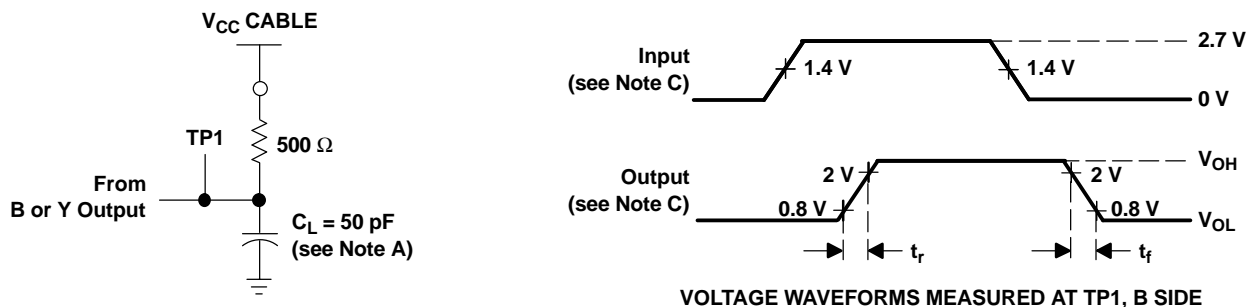 V_CC CABLE
TP1
500 Ω
From
B or Y Output
C_L = 50 pF
(see Note A)
Input
(see Note C)
1.4 V
1.4 V
2.7 V
0 V
Output
(see Note C)
2 V
0.8 V
2 V
0.8 V
V_OH
V_OL
t_r
t_f
VOLTAGE WAVEFORMS MEASURED AT TP1, B SIDE